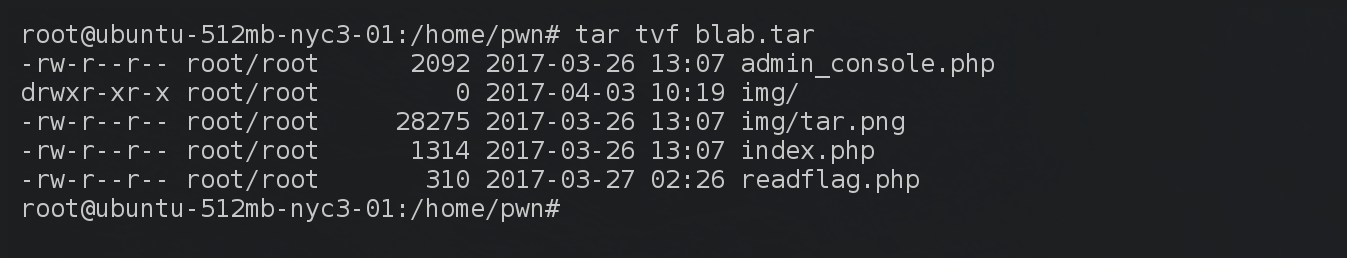 root@ubuntu-512mb-nyc3-01:/home/pwn# tar tvf blab.tar
-rw-r--r-- root/root      2092 2017-03-26 13:07 admin_console.php
drwxr-xr-x root/root         0 2017-04-03 10:19 img/
-rw-r--r-- root/root     28275 2017-03-26 13:07 img/tar.png
-rw-r--r-- root/root      1314 2017-03-26 13:07 index.php
-rw-r--r-- root/root       310 2017-03-27 02:26 readflag.php
root@ubuntu-512mb-nyc3-01:/home/pwn#